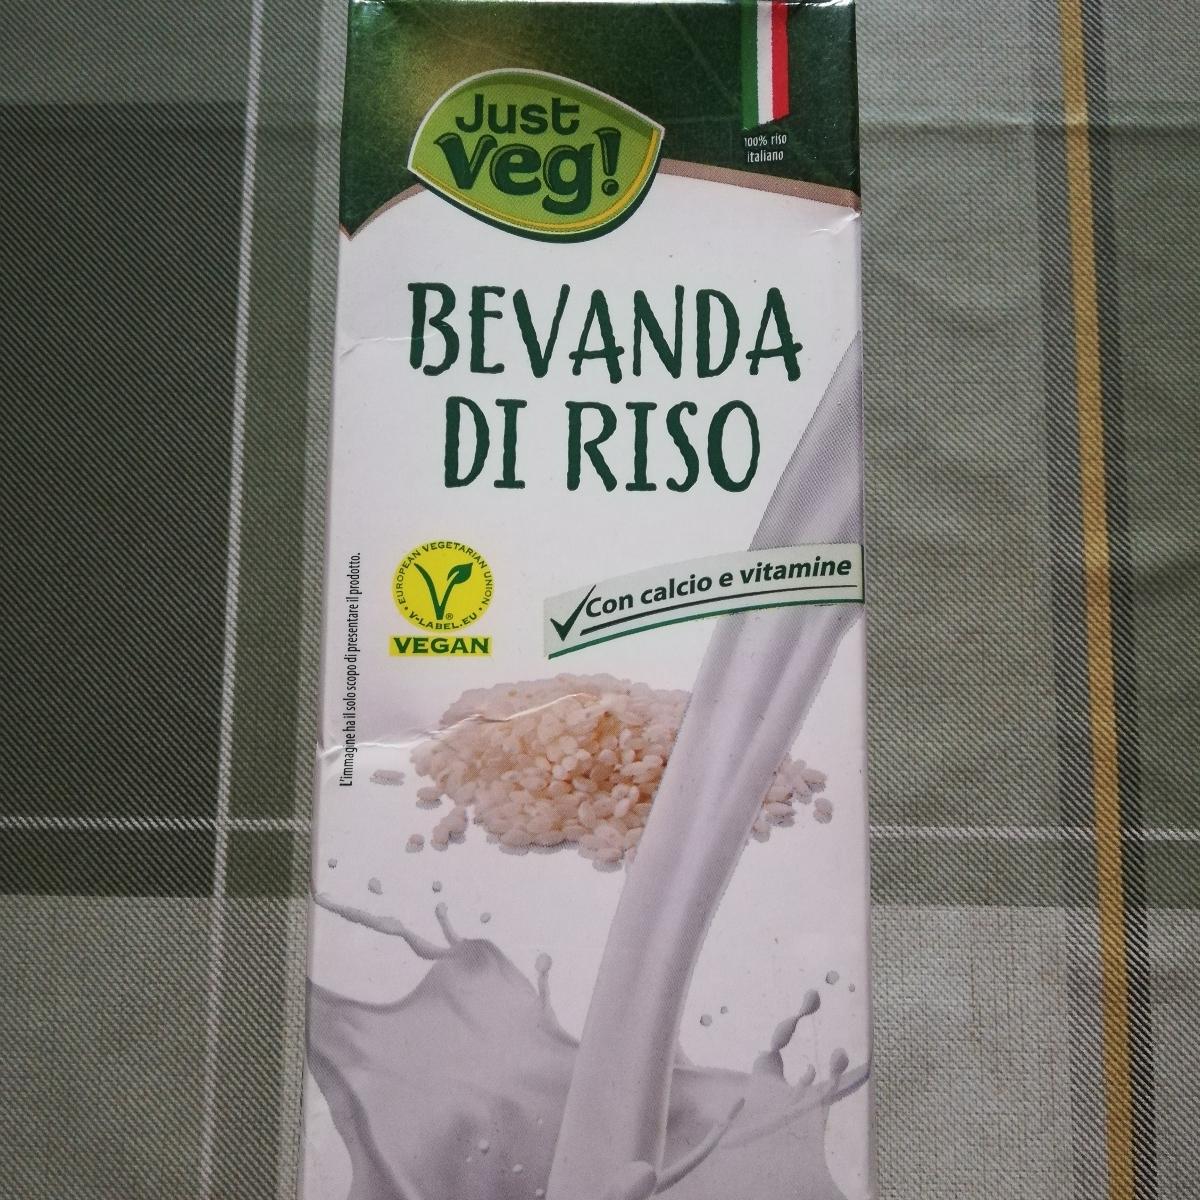 Just
Veg!
100% riso
italiano
BEVANDA
DI RISO
EUROPEAN VEGETARIAN UNION
V-LABEL.EU
®
VEGAN
Con calcio e vitamine
L'immagine ha il solo scopo di presentare il prodotto.